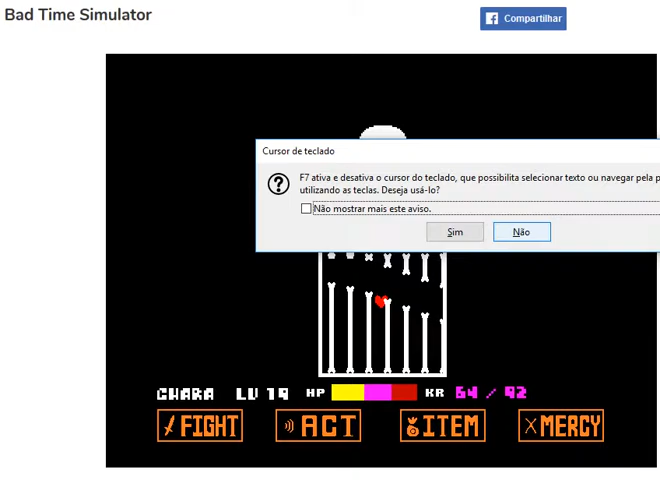 Bad Time Simulator
Compartilhar
Cursor de teclado
F7 ativa e desativa o cursor do teclado, que possibilita selecionar texto ou navegar pela p
utilizando as teclas. Deseja usá-lo?
Não mostrar mais este aviso.
Sim Não
CHARA LV 19 HP KR 64 / 92
FIGHT ACT ITEM MERCY